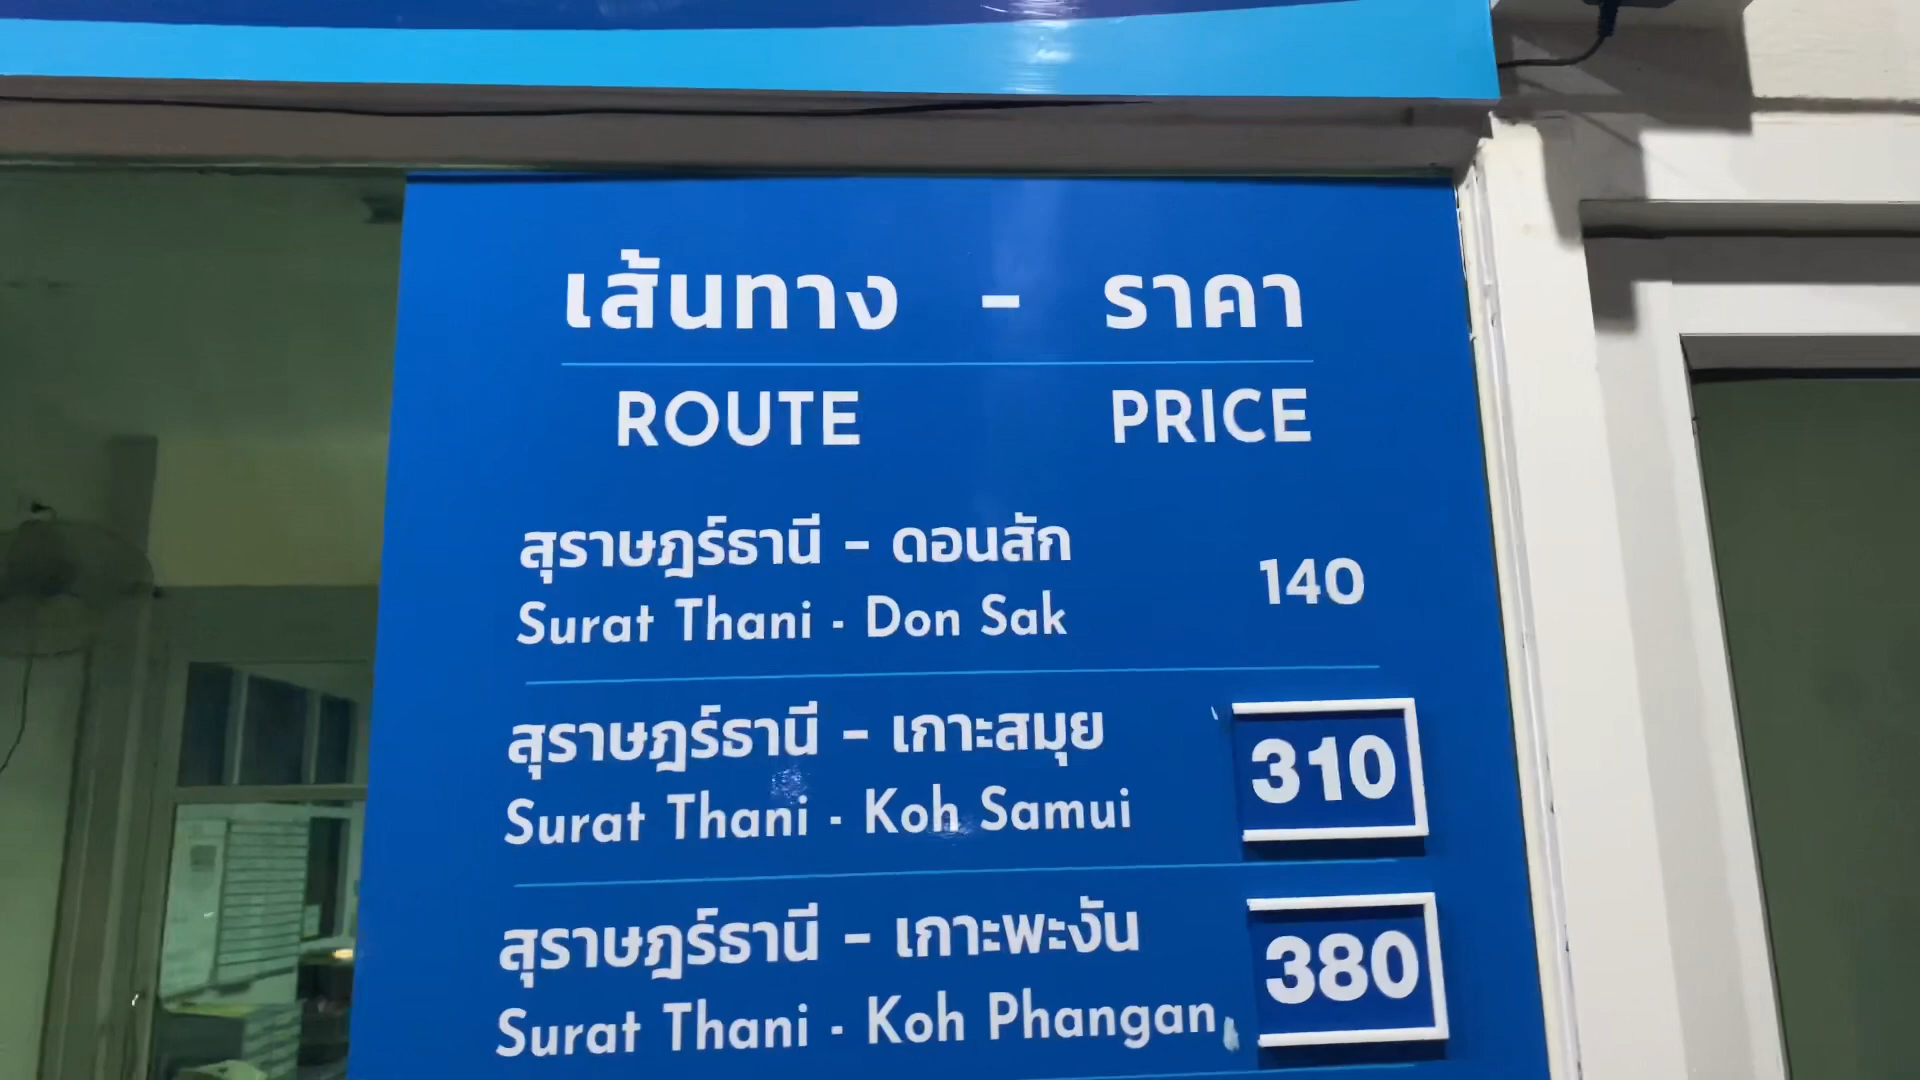 เส้นทาง - ราคา
ROUTE PRICE
สุราษฎร์ธานี - ดอนสัก
Surat Thani - Don Sak
140
สุราษฎร์ธานี - เกาะสมุย
Surat Thani - Koh Samui
310
สุราษฎร์ธานี - เกาะพะงัน
Surat Thani - Koh Phangan
380